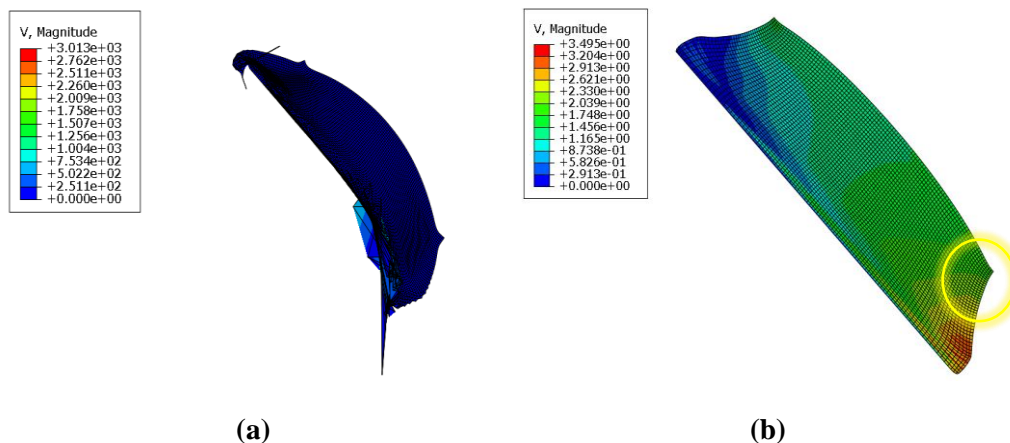 V, Magnitude
+3.013e+03
+2.762e+03
+2.511e+03
+2.260e+03
+2.009e+03
+1.758e+03
+1.507e+03
+1.256e+03
+1.004e+03
+7.534e+02
+5.022e+02
+2.511e+02
+0.000e+00
V, Magnitude
+3.495e+00
+3.204e+00
+2.913e+00
+2.621e+00
+2.330e+00
+2.039e+00
+1.748e+00
+1.456e+00
+1.165e+00
+8.738e-01
+5.826e-01
+2.913e-01
+0.000e+00
(a)
(b)